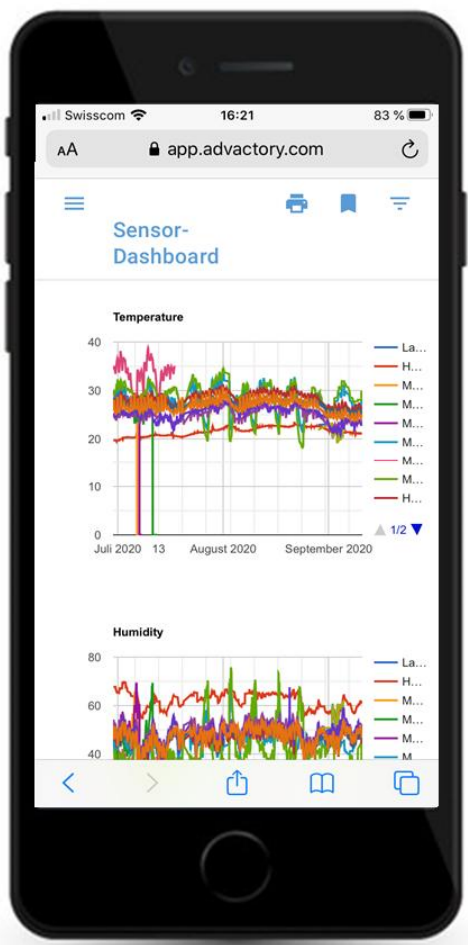 Swisscom 16:21 83 %
AA app.advactory.com
Sensor-
Dashboard
Temperature
40
30
20
10
0
Juli 2020 13 August 2020 September 2020
La...
H...
M...
M...
M...
M...
M...
M...
H...
1/2
Humidity
80
60
40
La...
H...
M...
M...
M...
M